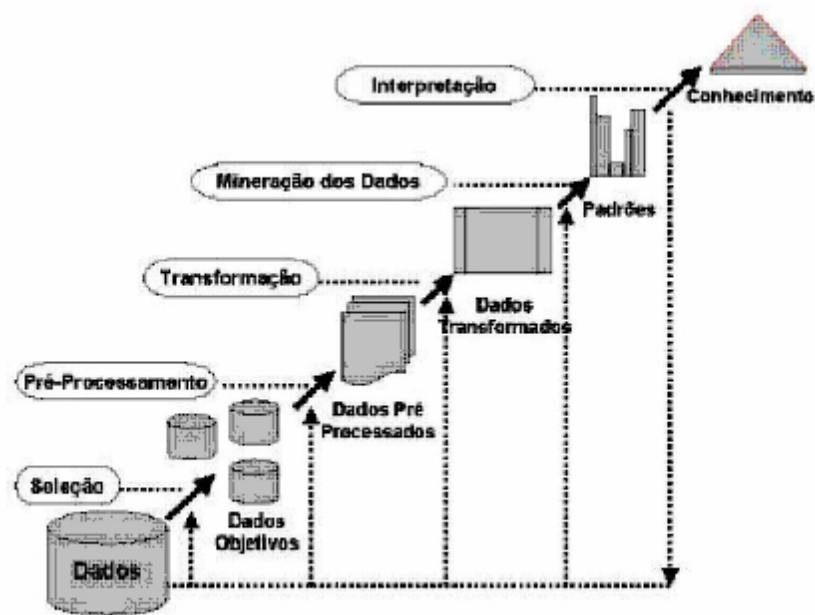 Interpretação
Conhecimento
Mineração dos Dados
Padrões
Transformação
Dados
Transformados
Pré-Processamento
Dados Pré
Processados
Seleção
Dados
Objetivos
Dados